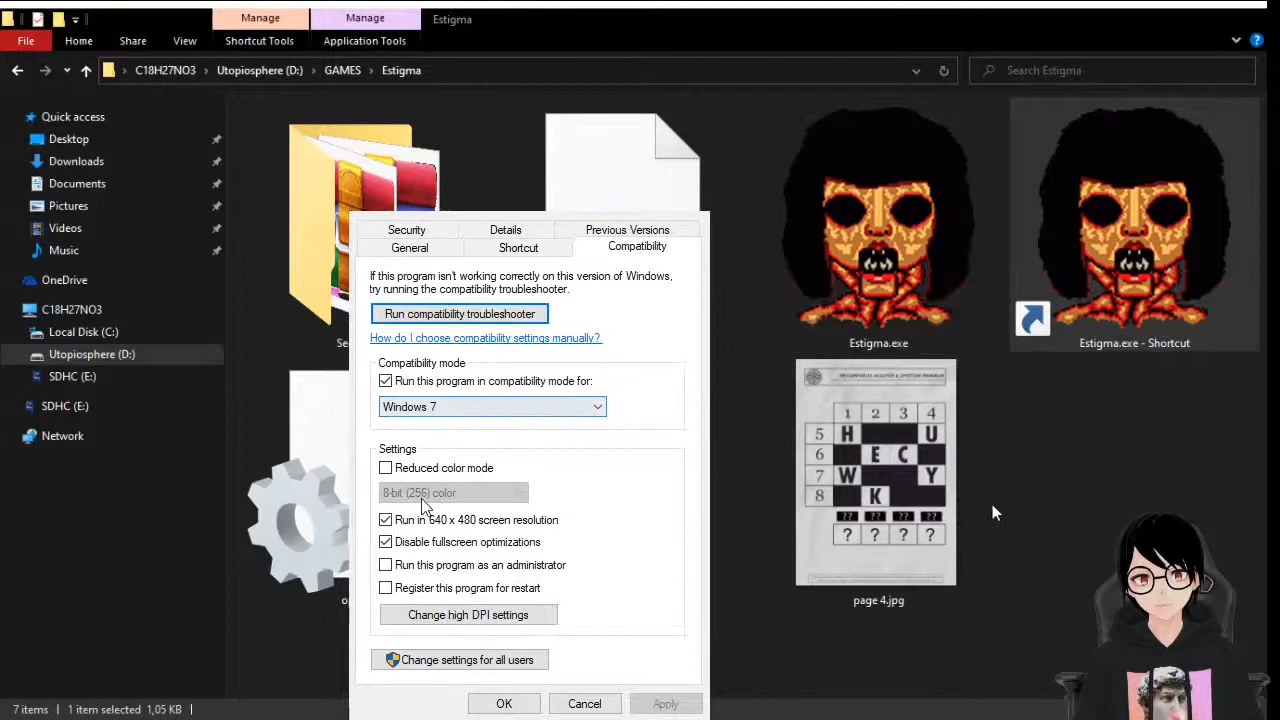 Manage
Manage
Estigma
File
Home
Share
View
Shortcut Tools
Application Tools
C18H27NO3
Utopiosphere (D:)
GAMES
Estigma
Search Estigma
Quick access
Desktop
Downloads
Documents
Pictures
Videos
Music
OneDrive
C18H27NO3
Local Disk (C:)
Utopiosphere (D:)
SDHC (E:)
SDHC (E:)
Network
Estigma.exe
Estigma.exe - Shortcut
Security
Details
Previous Versions
General
Shortcut
Compatibility
If this program isn't working correctly on this version of Windows,
try running the compatibility troubleshooter.
Run compatibility troubleshooter
How do I choose compatibility settings manually?
Compatibility mode
Run this program in compatibility mode for:
Windows 7
Settings
Reduced color mode
8-bit (256) color
Run in 640 x 480 screen resolution
Disable fullscreen optimizations
Run this program as an administrator
Register this program for restart
Change high DPI settings
Change settings for all users
OK
Cancel
Apply
1 2 3 4
5 H U
6 E C
7 W Y
8 K
?? ?? ?? ??
? ? ? ?
page 4.jpg
7 items
1 item selected 1,05 KB